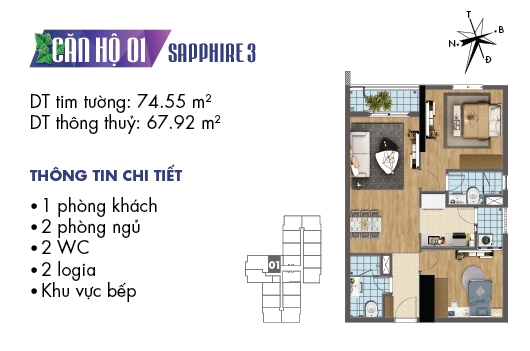 CĂN HỘ 01 SAPPHIRE 3
T
B
N
Đ
DT tim tường: 74.55 m²
DT thông thuỷ: 67.92 m²
THÔNG TIN CHI TIẾT
• 1 phòng khách
• 2 phòng ngủ
• 2 WC
• 2 logia
• Khu vực bếp
01